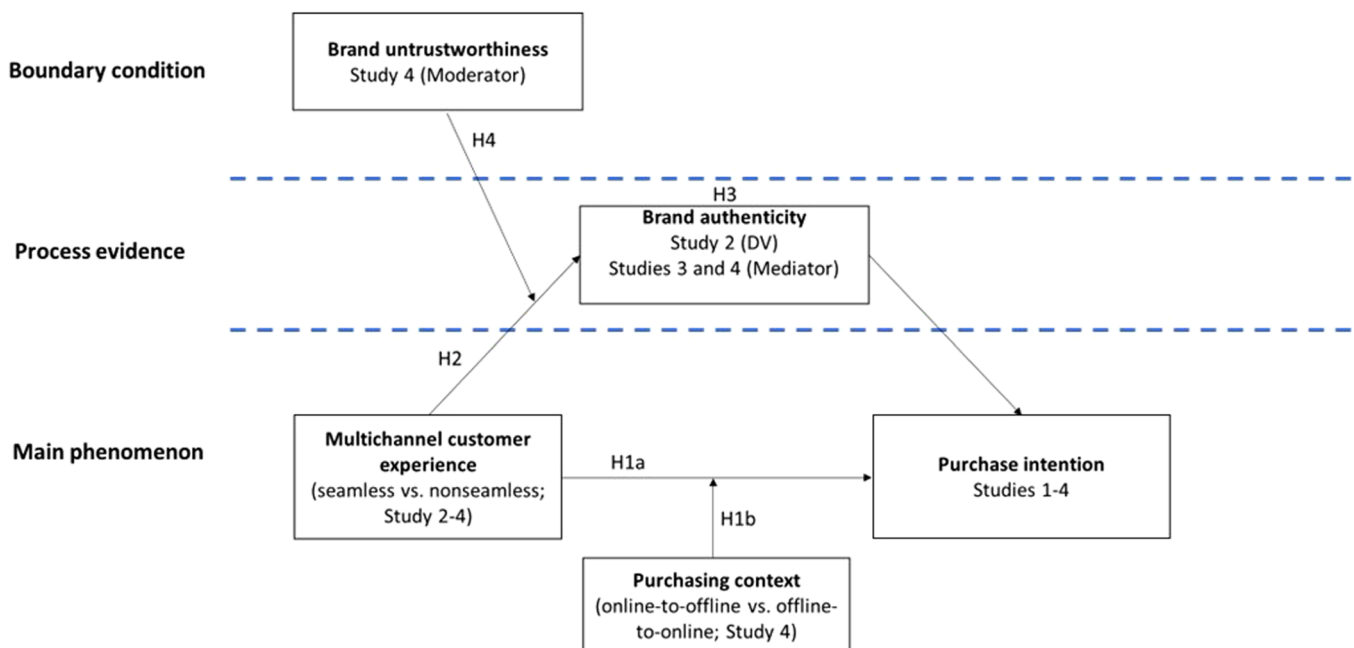 Brand untrustworthiness
Study 4 (Moderator)
Boundary condition
H4
H3
Brand authenticity
Study 2 (DV)
Studies 3 and 4 (Mediator)
Process evidence
H2
Multichannel customer
experience
(seamless vs. nonseamless;
Study 2-4)
Main phenomenon
H1a
Purchase intention
Studies 1-4
H1b
Purchasing context
(online-to-offline vs. offline-
to-online; Study 4)